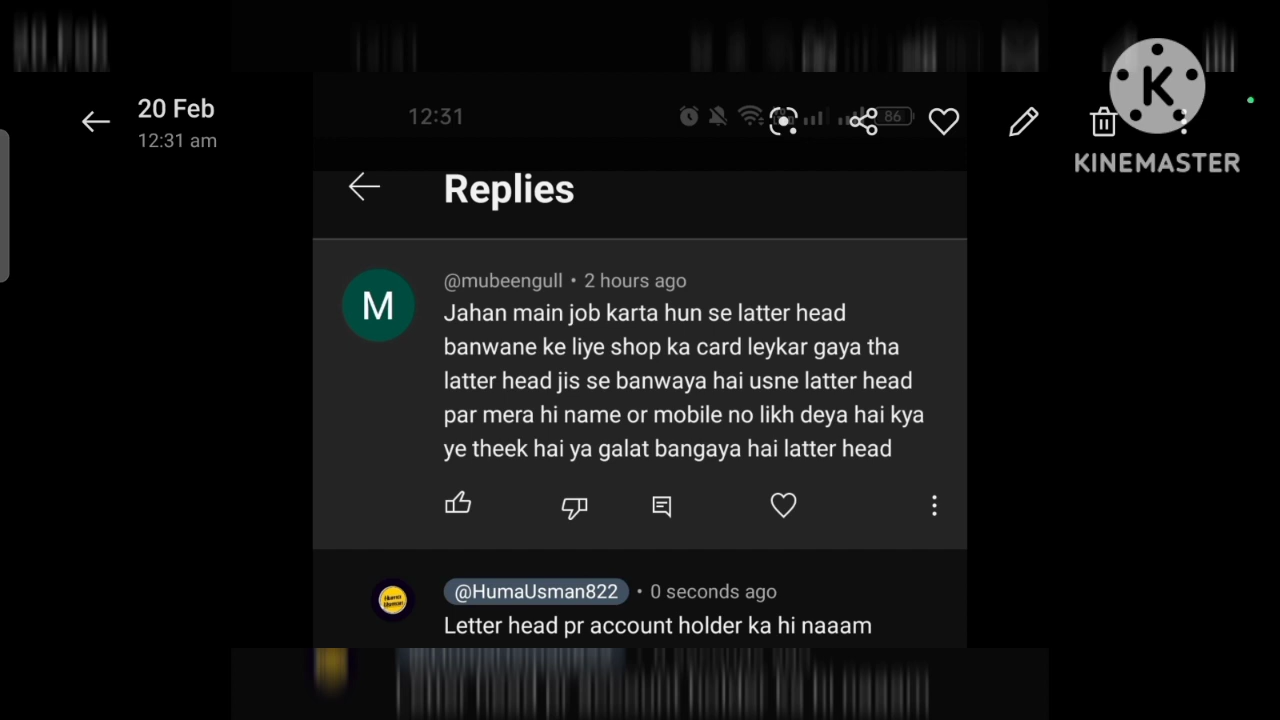 20 Feb
12:31 am
12:31
86
KINEMASTER
Replies
@mubeengull • 2 hours ago
M
Jahan main job karta hun se latter head
banwane ke liye shop ka card leykar gaya tha
latter head jis se banwaya hai usne latter head
par mera hi name or mobile no likh deya hai kya
ye theek hai ya galat bangaya hai latter head
@HumaUsman822 • 0 seconds ago
Letter head pr account holder ka hi naaam